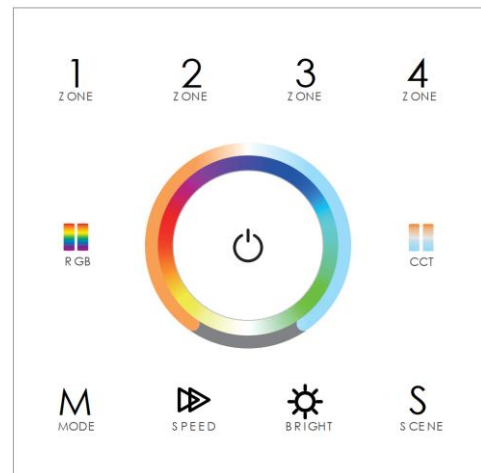 1 2 3 4
ZONE ZONE ZONE ZONE
RGB CCT
M S
MODE SPEED BRIGHT SCENE